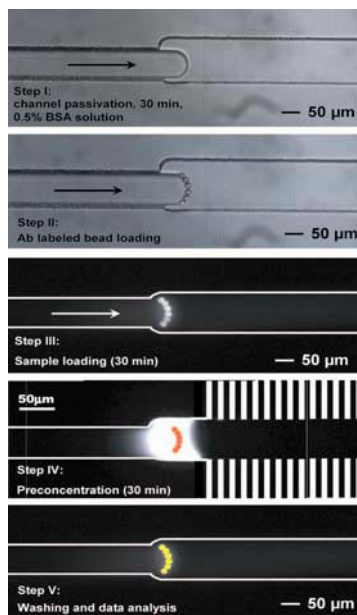 Step I:
channel passivation, 30 min,
0.5% BSA solution
50 µm
Step II:
Ab labeled bead loading
50 µm
Step III:
Sample loading (30 min)
50 µm
50µm
Step IV:
Preconcentration (30 min)
Step V:
Washing and data analysis
50 µm